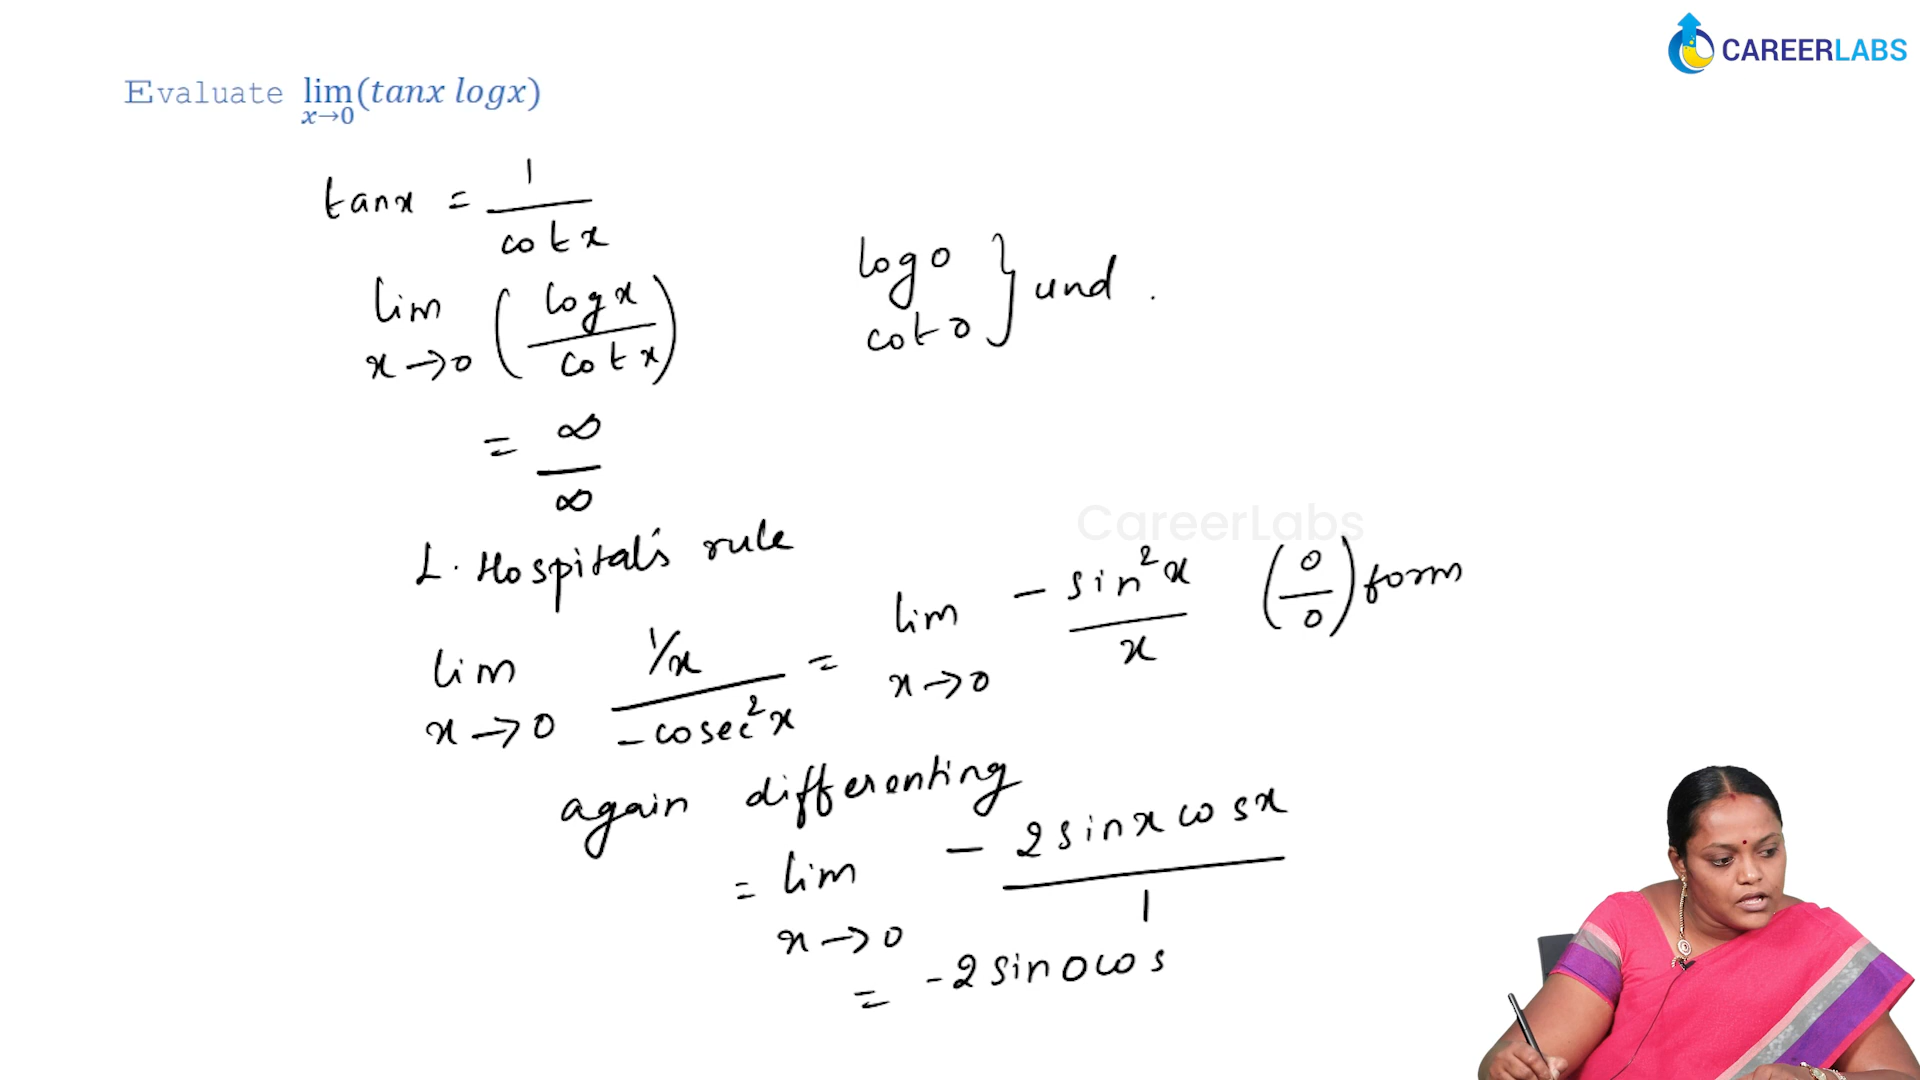 CAREERLABS
Evaluate lim(tanx logx)
x→0
tanx = 1/cotx
lim x→0 (logx/cotx)
log0
cot0 } und.
= ∞/∞
CareerLabs
L. Hospital's rule
lim x→0 (1/x)/(-cosec²x) = lim x→0 -sin²x/x (0/0) form
again differenting
= lim x→0 - 2sinx cosx/1
= -2sin0cos